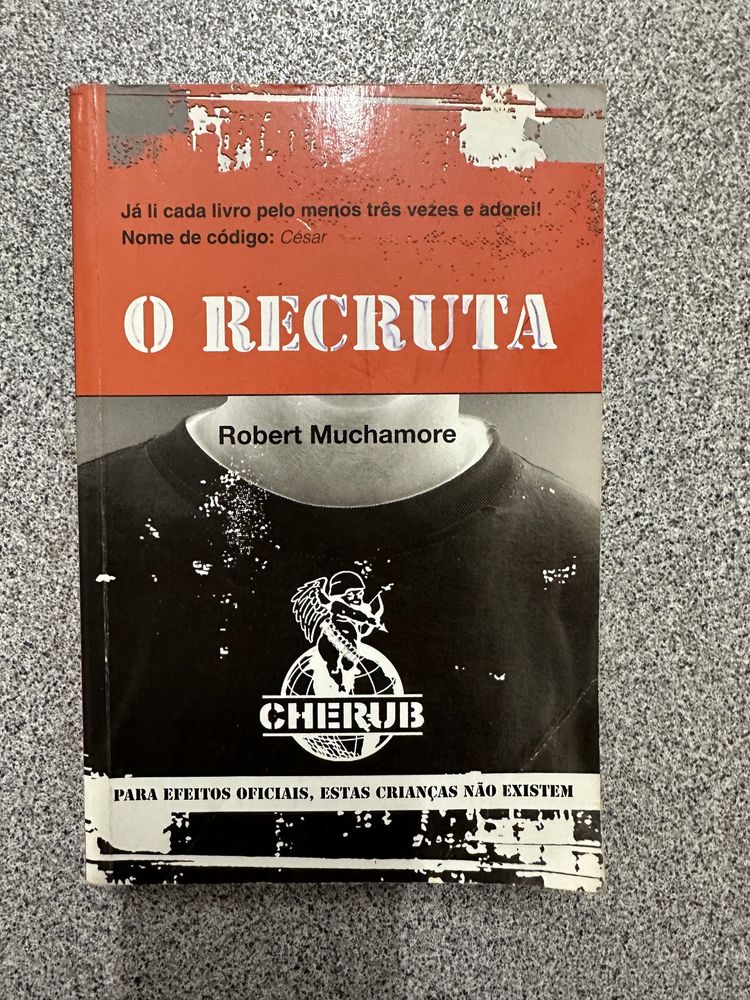 Já li cada livro pelo menos três vezes e adorei!
Nome de código: César
O RECRUTA
Robert Muchamore
CHERUB
PARA EFEITOS OFICIAIS, ESTAS CRIANÇAS NÃO EXISTEM